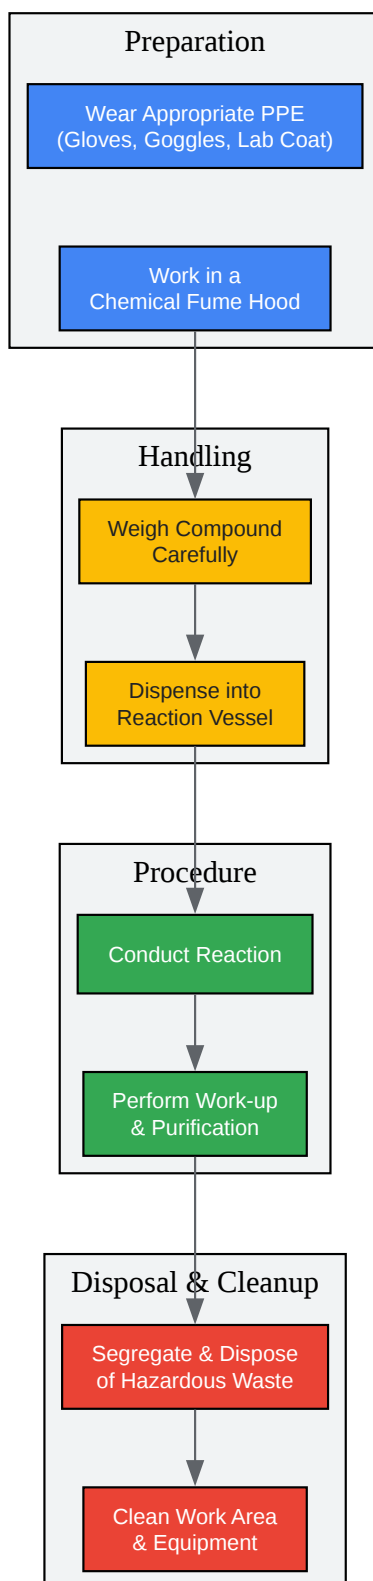 Preparation
Wear Appropriate PPE
(Gloves, Goggles, Lab Coat)
Work in a
Chemical Fume Hood
Handling
Weigh Compound
Carefully
Dispense into
Reaction Vessel
Procedure
Conduct Reaction
Perform Work-up
& Purification
Disposal & Cleanup
Segregate & Dispose
of Hazardous Waste
Clean Work Area
& Equipment